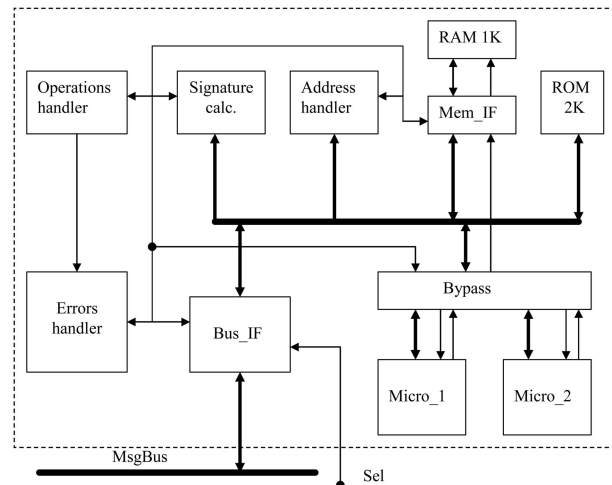 RAM 1K
Operations
handler
Signature
calc.
Address
handler
Mem_IF
ROM
2K
Errors
handler
Bus_IF
Bypass
Micro_1
Micro_2
MsgBus
Sel